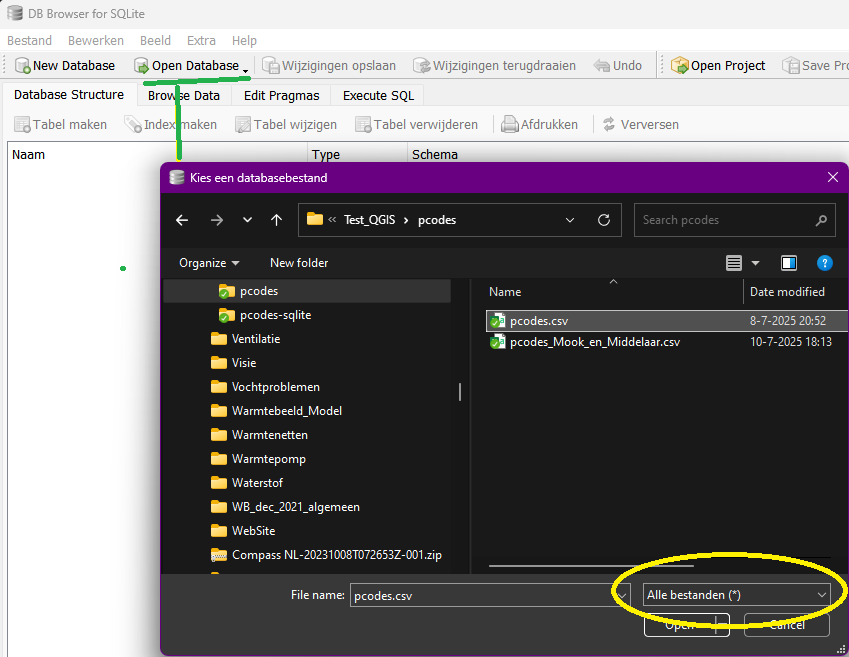 DB Browser for SQLite
Bestand Bewerken Beeld Extra Help
New Database Open Database Wijzigingen opslaan Wijzigingen terugdraaien Undo Open Project Save Pro
Database Structure Browse Data Edit Pragmas Execute SQL
Tabel maken Index maken Tabel wijzigen Tabel verwijderen Afdrukken Verversen
Naam Type Schema
Kies een databasebestand
« Test_QGIS › pcodes Search pcodes
Organize New folder
pcodes
pcodes-sqlite
Ventilatie
Visie
Vochtproblemen
Warmtebeeld_Model
Warmtenetten
Warmtepomp
Waterstof
WB_dec_2021_algemeen
WebSite
Compass NL-20231008T072653Z-001.zip
Name Date modified
pcodes.csv 8-7-2025 20:52
pcodes_Mook_en_Middelaar.csv 10-7-2025 18:13
File name: pcodes.csv Alle bestanden (*)
Open Cancel